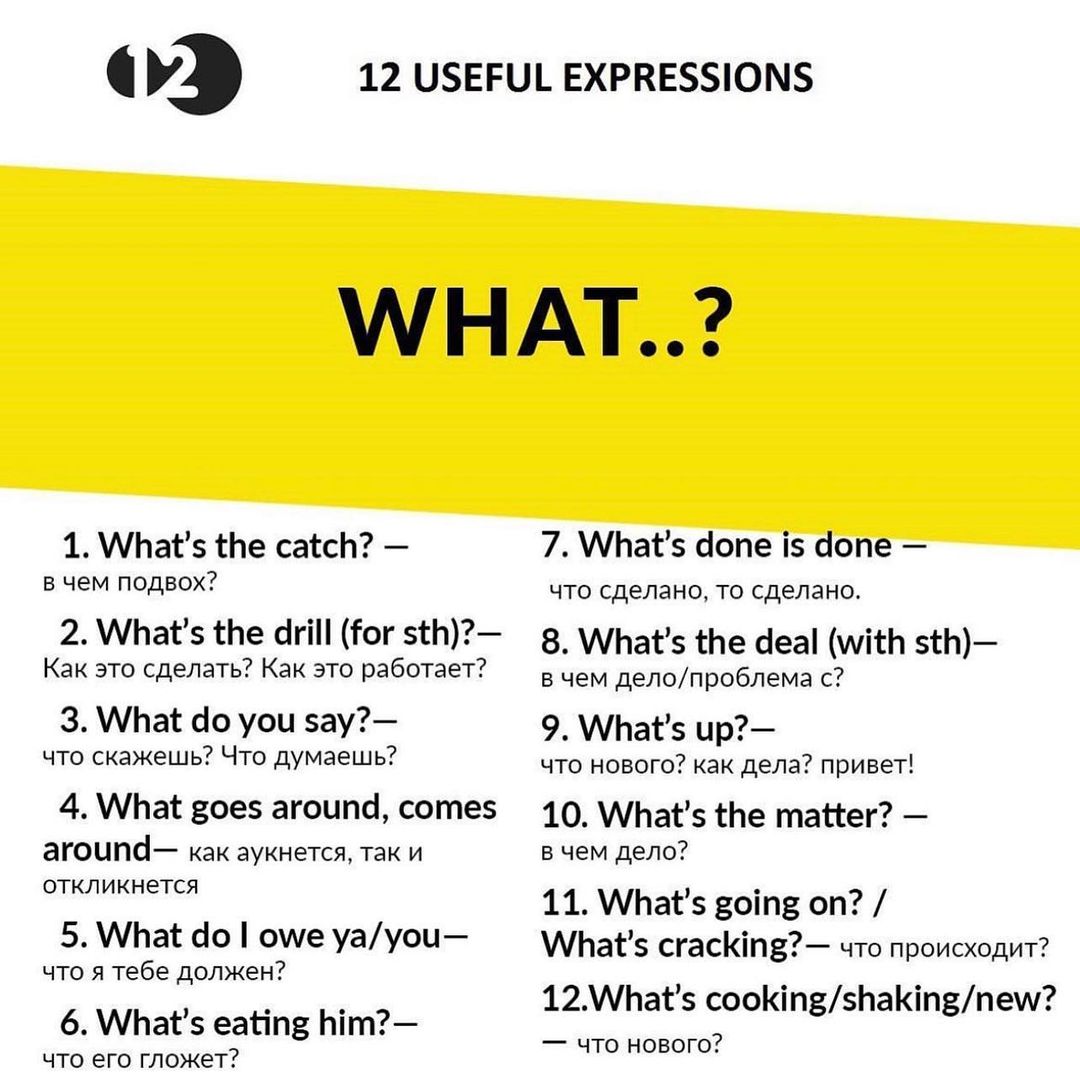 12
12 USEFUL EXPRESSIONS
WHAT..?
1. What's the catch? —
в чем подвох?
2. What's the drill (for sth)?—
Как это сделать? Как это работает?
3. What do you say?—
что скажешь? Что думаешь?
4. What goes around, comes
around— как аукнется, так и
откликнется
5. What do I owe ya/you—
что я тебе должен?
6. What's eating him?—
что его гложет?
7. What's done is done —
что сделано, то сделано.
8. What's the deal (with sth)—
в чем дело/проблема с?
9. What's up?—
что нового? как дела? привет!
10. What's the matter? —
в чем дело?
11. What's going on? /
What's cracking?— что происходит?
12.What's cooking/shaking/new?
— что нового?